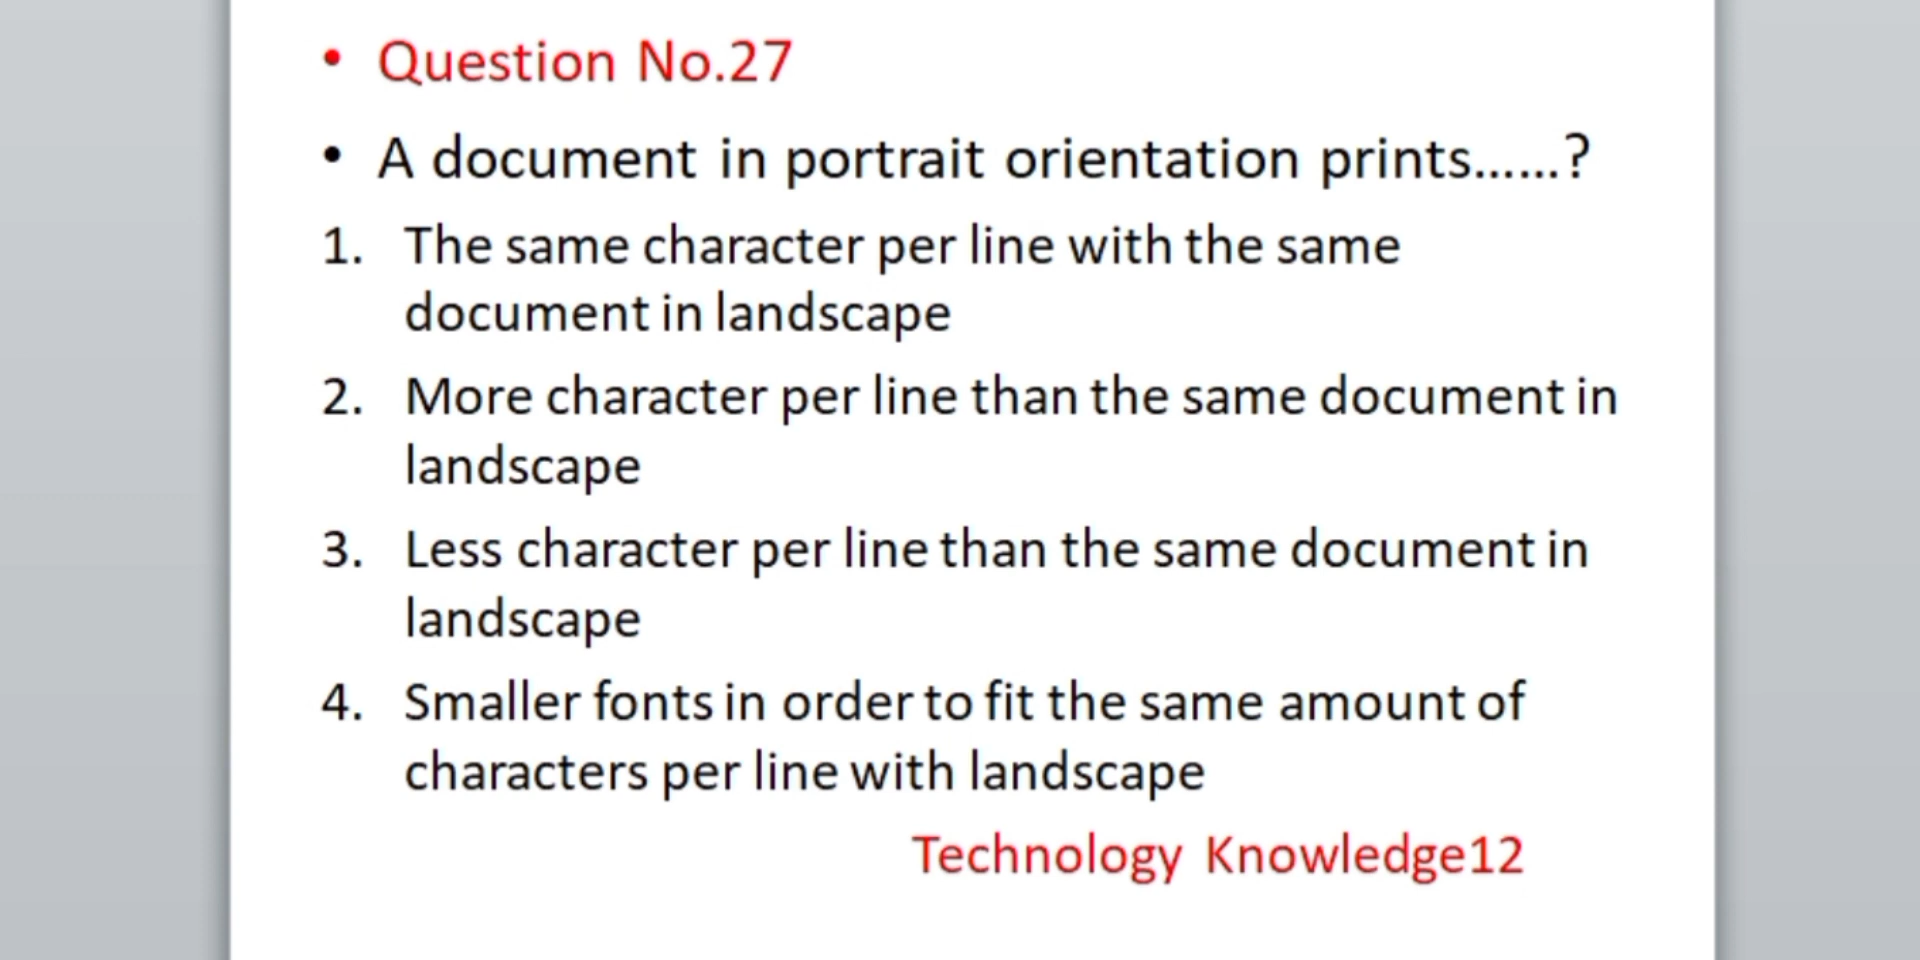 • Question No.27
• A document in portrait orientation prints......?
1. The same character per line with the same
document in landscape
2. More character per line than the same document in
landscape
3. Less character per line than the same document in
landscape
4. Smaller fonts in order to fit the same amount of
characters per line with landscape
Technology Knowledge12